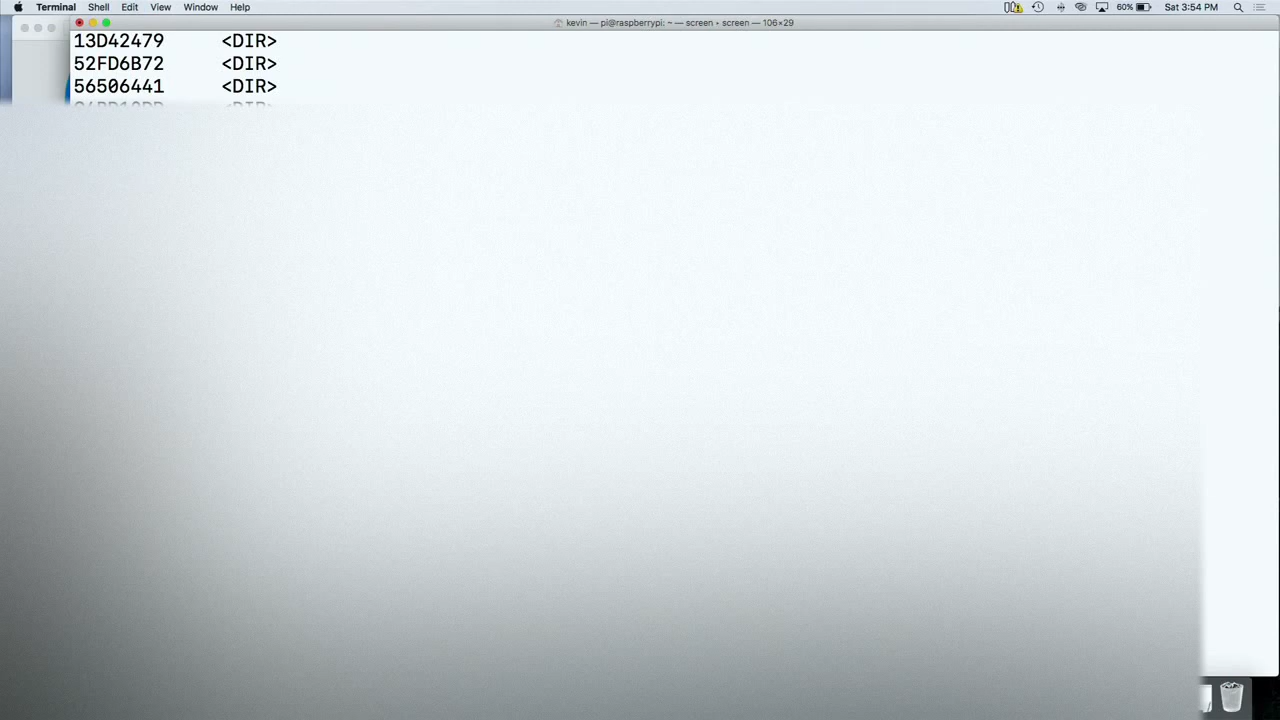 Terminal Shell Edit View Window Help 60% Sat 3:54 PM
kevin — pi@raspberrypi: ~ — screen ‣ screen — 106×29
13D42479 <DIR>
52FD6B72 <DIR>
56506441 <DIR>
<DIR>